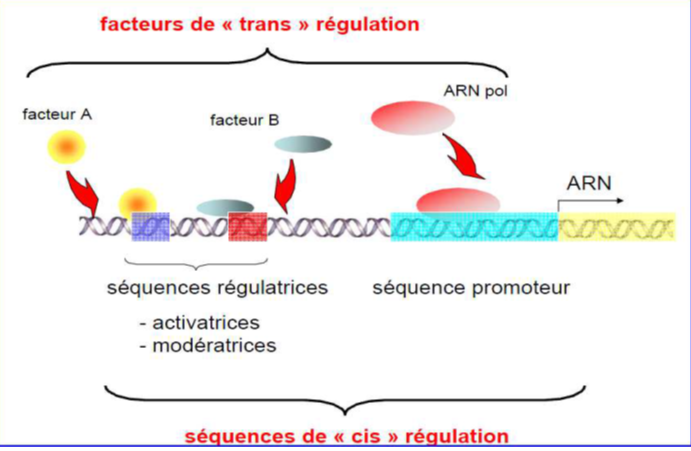 facteurs de « trans » régulation
ARN pol
facteur A
facteur B
ARN
séquences régulatrices
séquence promoteur
- activatrices
- modératrices
séquences de « cis » régulation